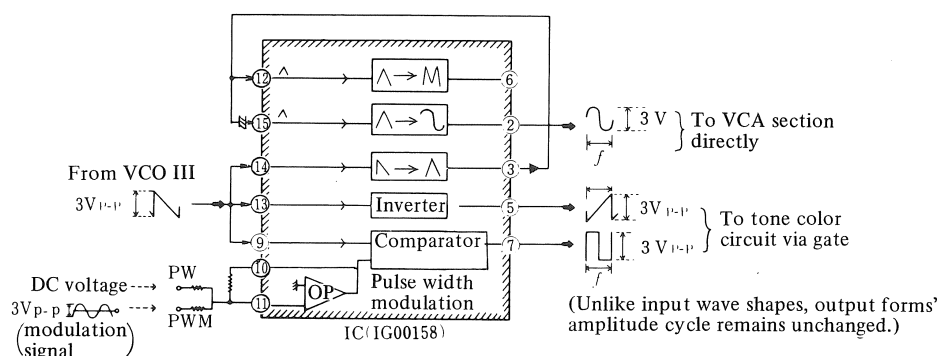 12
6
15
2
3 V
To VCA section
directly
f
14
3
From VCO III
3VP-P
13
Inverter
5
3VP-P
To tone color
circuit via gate
9
Comparator
7
3 VP-P
f
10
DC voltage
PW
OP
Pulse width
modulation
11
3Vp-p
PWM
(modulation
signal)
IC(IG00158)
(Unlike input wave shapes, output forms'
amplitude cycle remains unchanged.)